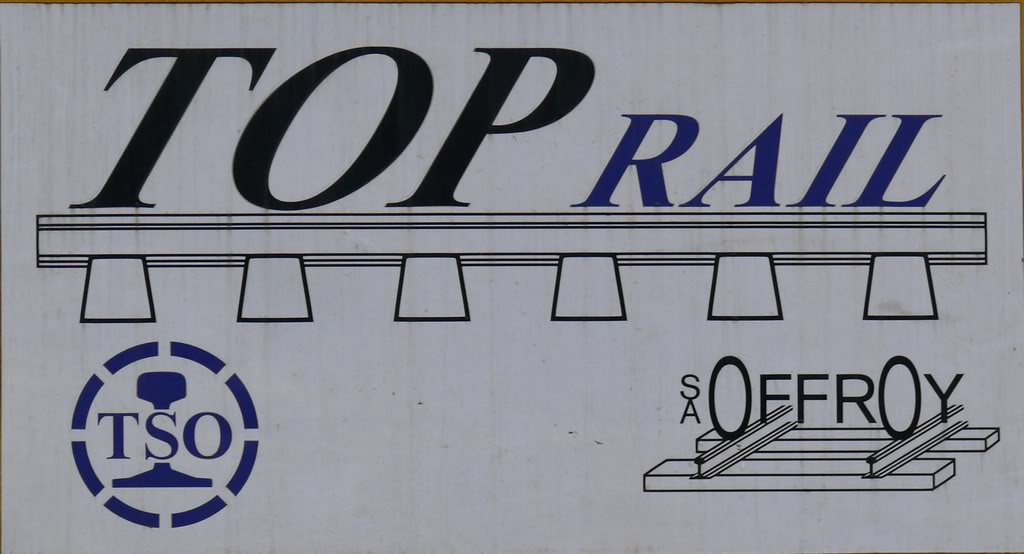 TOP RAIL
TSO
SA OFFROY